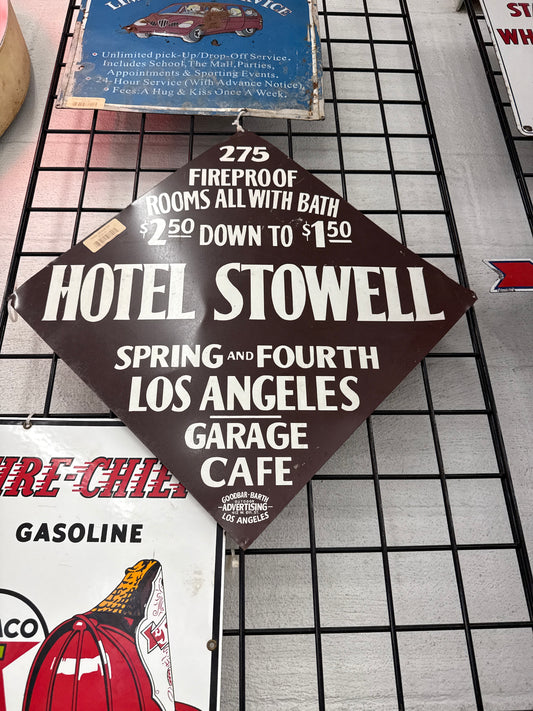 SERVICE
• Unlimited pick-Up/Drop-Off Service.
Includes School, The Mall, Parties,
Appointments & Sporting Events.
• 24-Hour Service (With Advance Notice)
• Fees: A Hug & Kiss Once A Week.
275
FIREPROOF
ROOMS ALL WITH BATH
$2.50 DOWN TO $1.50
HOTEL STOWELL
SPRING AND FOURTH
LOS ANGELES
GARAGE
CAFE
GOODBAR-BARTH
OUTDOOR
ADVERTISING
LOS ANGELES
FIRE-CHIEF
GASOLINE